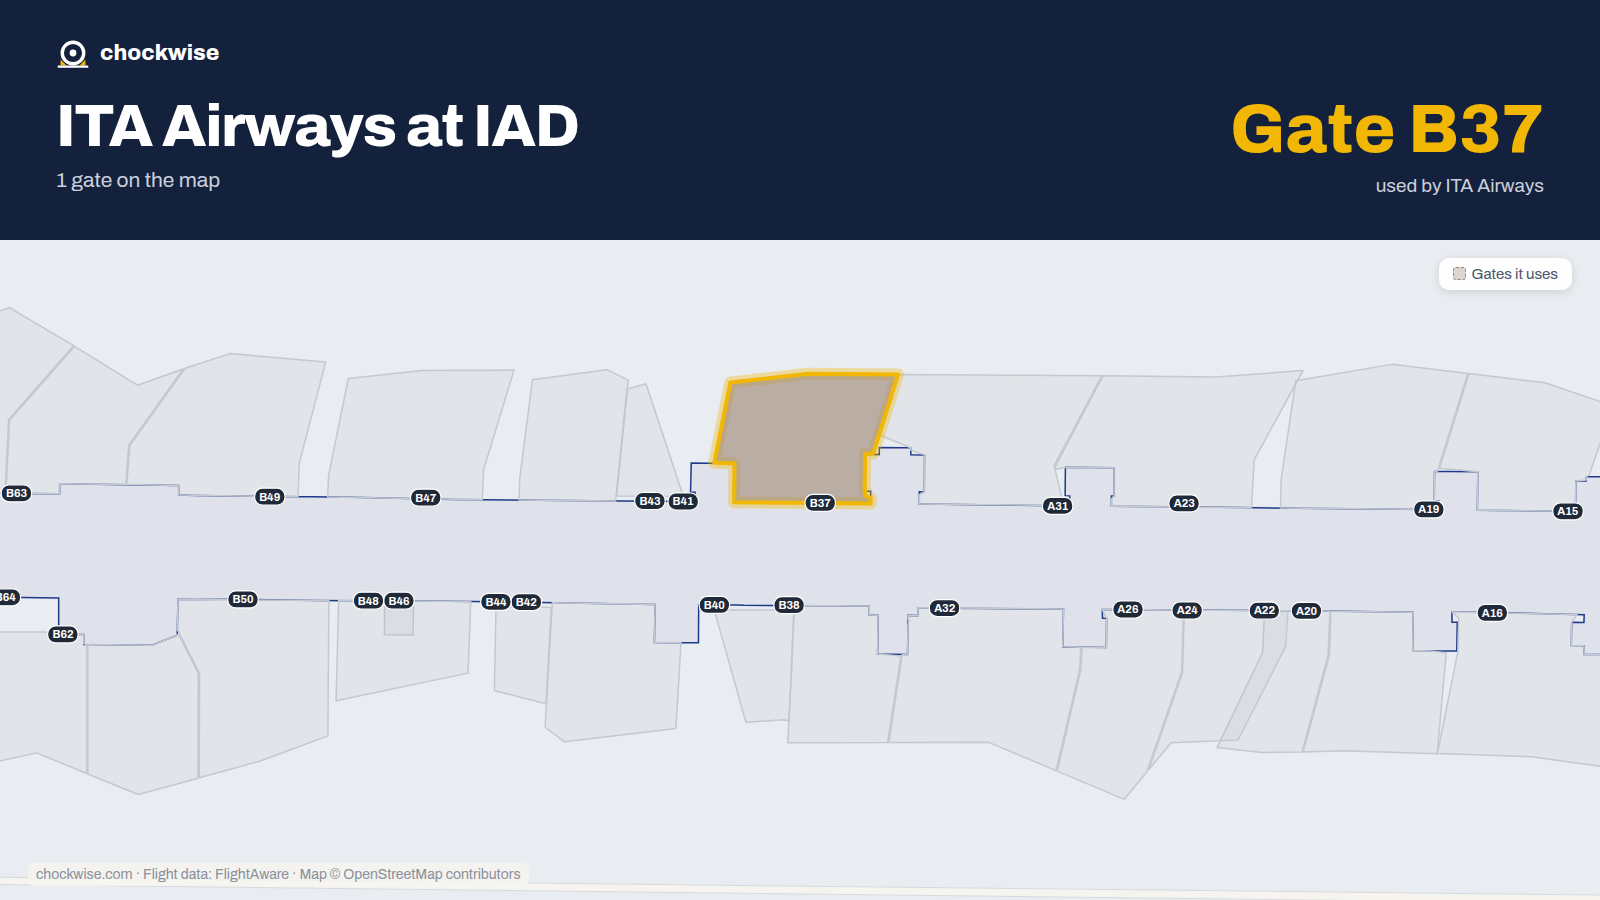 chockwise
ITA Airways at IAD
1 gate on the map
Gate B37
used by ITA Airways
Gates it uses
B63
B49
B47
B43
B41
B37
A31
A23
A19
A15
B64
B62
B50
B48
B46
B44
B42
B40
B38
A32
A26
A24
A22
A20
A16
chockwise.com · Flight data: FlightAware · Map © OpenStreetMap contributors